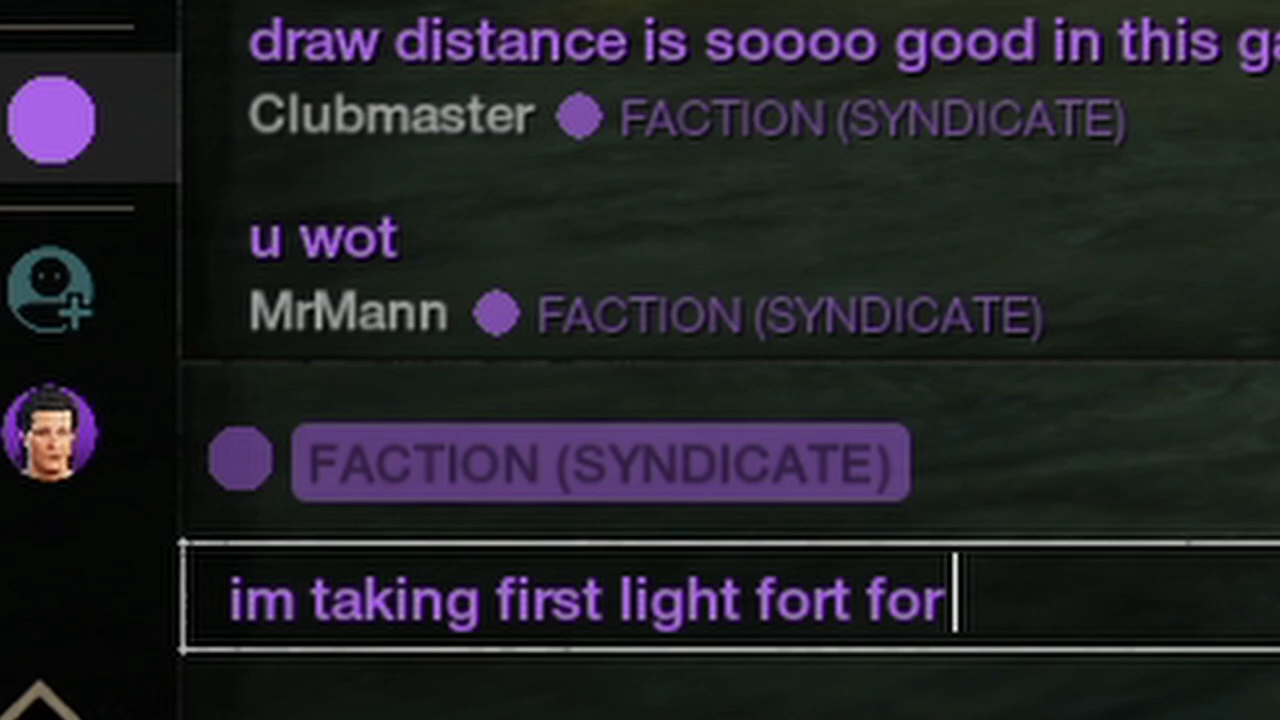 draw distance is soooo good in this
Clubmaster FACTION (SYNDICATE)
u wot
MrMann FACTION (SYNDICATE)
FACTION (SYNDICATE)
im taking first light fort for